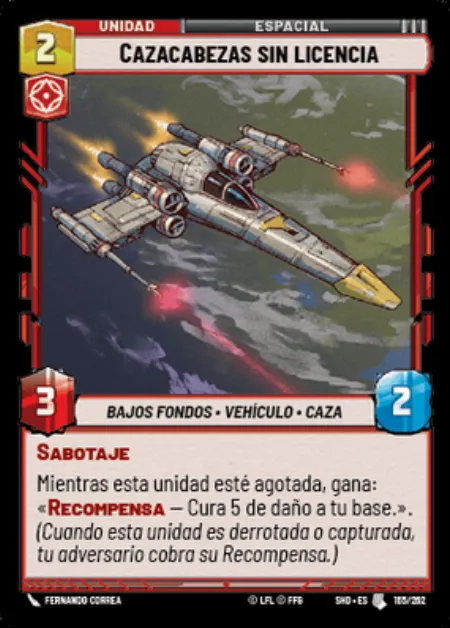 UNIDAD
ESPACIAL
2
CAZACABEZAS SIN LICENCIA
3
BAJOS FONDOS • VEHÍCULO • CAZA
2
SABOTAJE
Mientras esta unidad esté agotada, gana:
«RECOMPENSA — Cura 5 de daño a tu base.».
(Cuando esta unidad es derrotada o capturada,
tu adversario cobra su Recompensa.)
FERNANDO CORREA
© LFL © FFG
SHD • ES
165/262